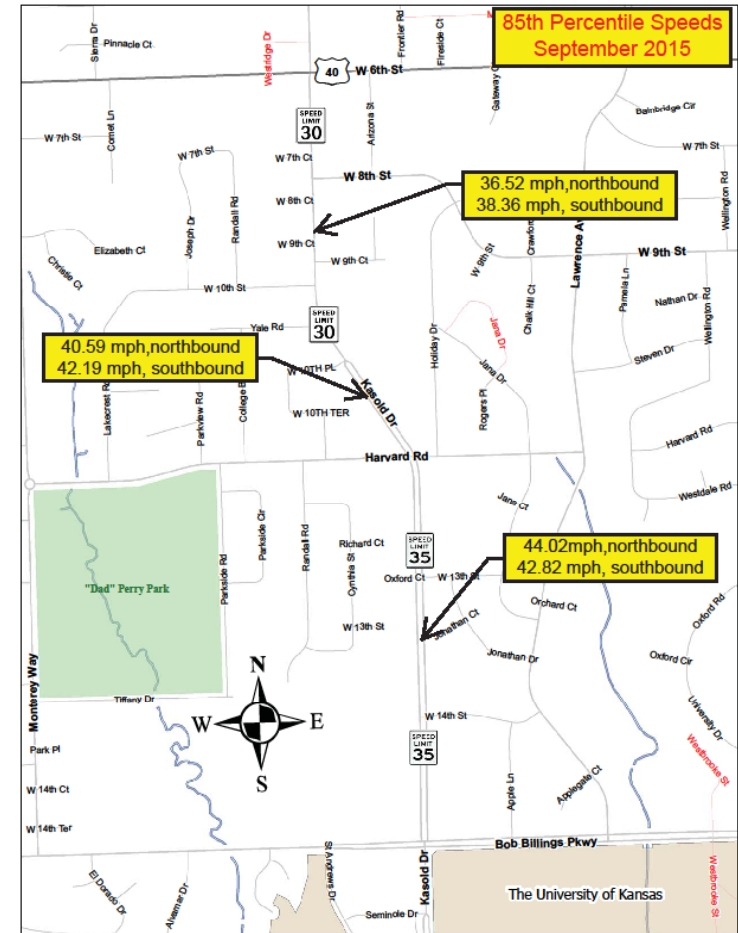 85th Percentile Speeds
September 2015
Sierra Dr
Pinnacle Ct
Westridge Dr
Frontier Rd
Fireside Ct
40
W 6th St
Gateway C
SPEED
LIMIT
30
Arizona St
Bainbridge Cir
Comet Ln
W 7th St
W 7th St
W 7th Ct
W 7th St
W 8th St
36.52 mph,northbound
38.36 mph, southbound
W 8th Ct
Joseph Dr
Randall Rd
Wellington Rd
Crawfo
Lawrence Av
Elizabeth Ct
W 9th Ct
W 9th Ct
W 9th St
W 9th St
Christie Ct
Pamela Ln
Chalk Hill Ct
W 10th St
Nathan Dr
Wellington Rd
Yale Rd
SPEED
LIMIT
30
Holiday Dr
Jana Dr
40.59 mph,northbound
42.19 mph, southbound
Steven Dr
W 10TH PL
Jana Dr
Kasold Dr
Lakecrest Rd
Parkview Rd
College B
W 10TH TER
Rogers Pl
Harvard Rd
Harvard Rd
Westdale Rd
Jana Ct
Parkside Cir
Randall Rd
Richard Ct
SPEED
LIMIT
35
44.02mph,northbound
42.82 mph, southbound
Parkside Rd
Cynthia St
Oxford Ct
W 13th S
"Dad" Perry Park
Orchard Ct
Oxford Rd
W 13th St
Jonathan Ct
Jonathan Dr
Oxford Cir
N
Monterey Way
Tiffany Dr
University Dr
W
E
W 14th St
Park Pl
SPEED
LIMIT
35
Westbrooke St
S
W 14th Ct
Apple Ln
Applegate Ct
W 14th Ter
Bob Billings Pkwy
El Dorado Dr
Alvamar Dr
St Andrews Dr
Kasold Dr
The University of Kansas
Westbrooke St
Seminole Dr